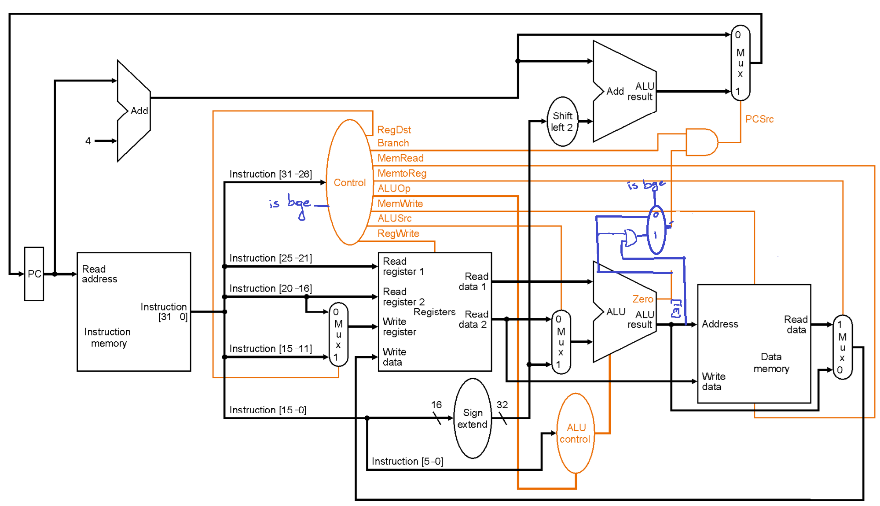 0
M
u
x
1
Add
ALU
result
Add
4
Shift
left 2
PCSrc
RegDst
Branch
MemRead
MemtoReg
ALUOp
MemWrite
ALUSrc
RegWrite
Control
Instruction [31-26]
is bge
is bge
0
1
PC
Read
address
Instruction
[31 0]
Instruction
memory
Instruction [25-21]
Instruction [20-16]
Instruction [15-11]
Instruction [15-0]
Instruction [5-0]
0
M
u
x
1
Read
register 1
Read
register 2
Write
register
Write
data
Registers
Read
data 1
Read
data 2
0
M
u
x
1
Zero
ALU
ALU
result
[31]
Address
Write
data
Read
data
Data
memory
1
M
u
x
0
16
Sign
extend
32
ALU
control